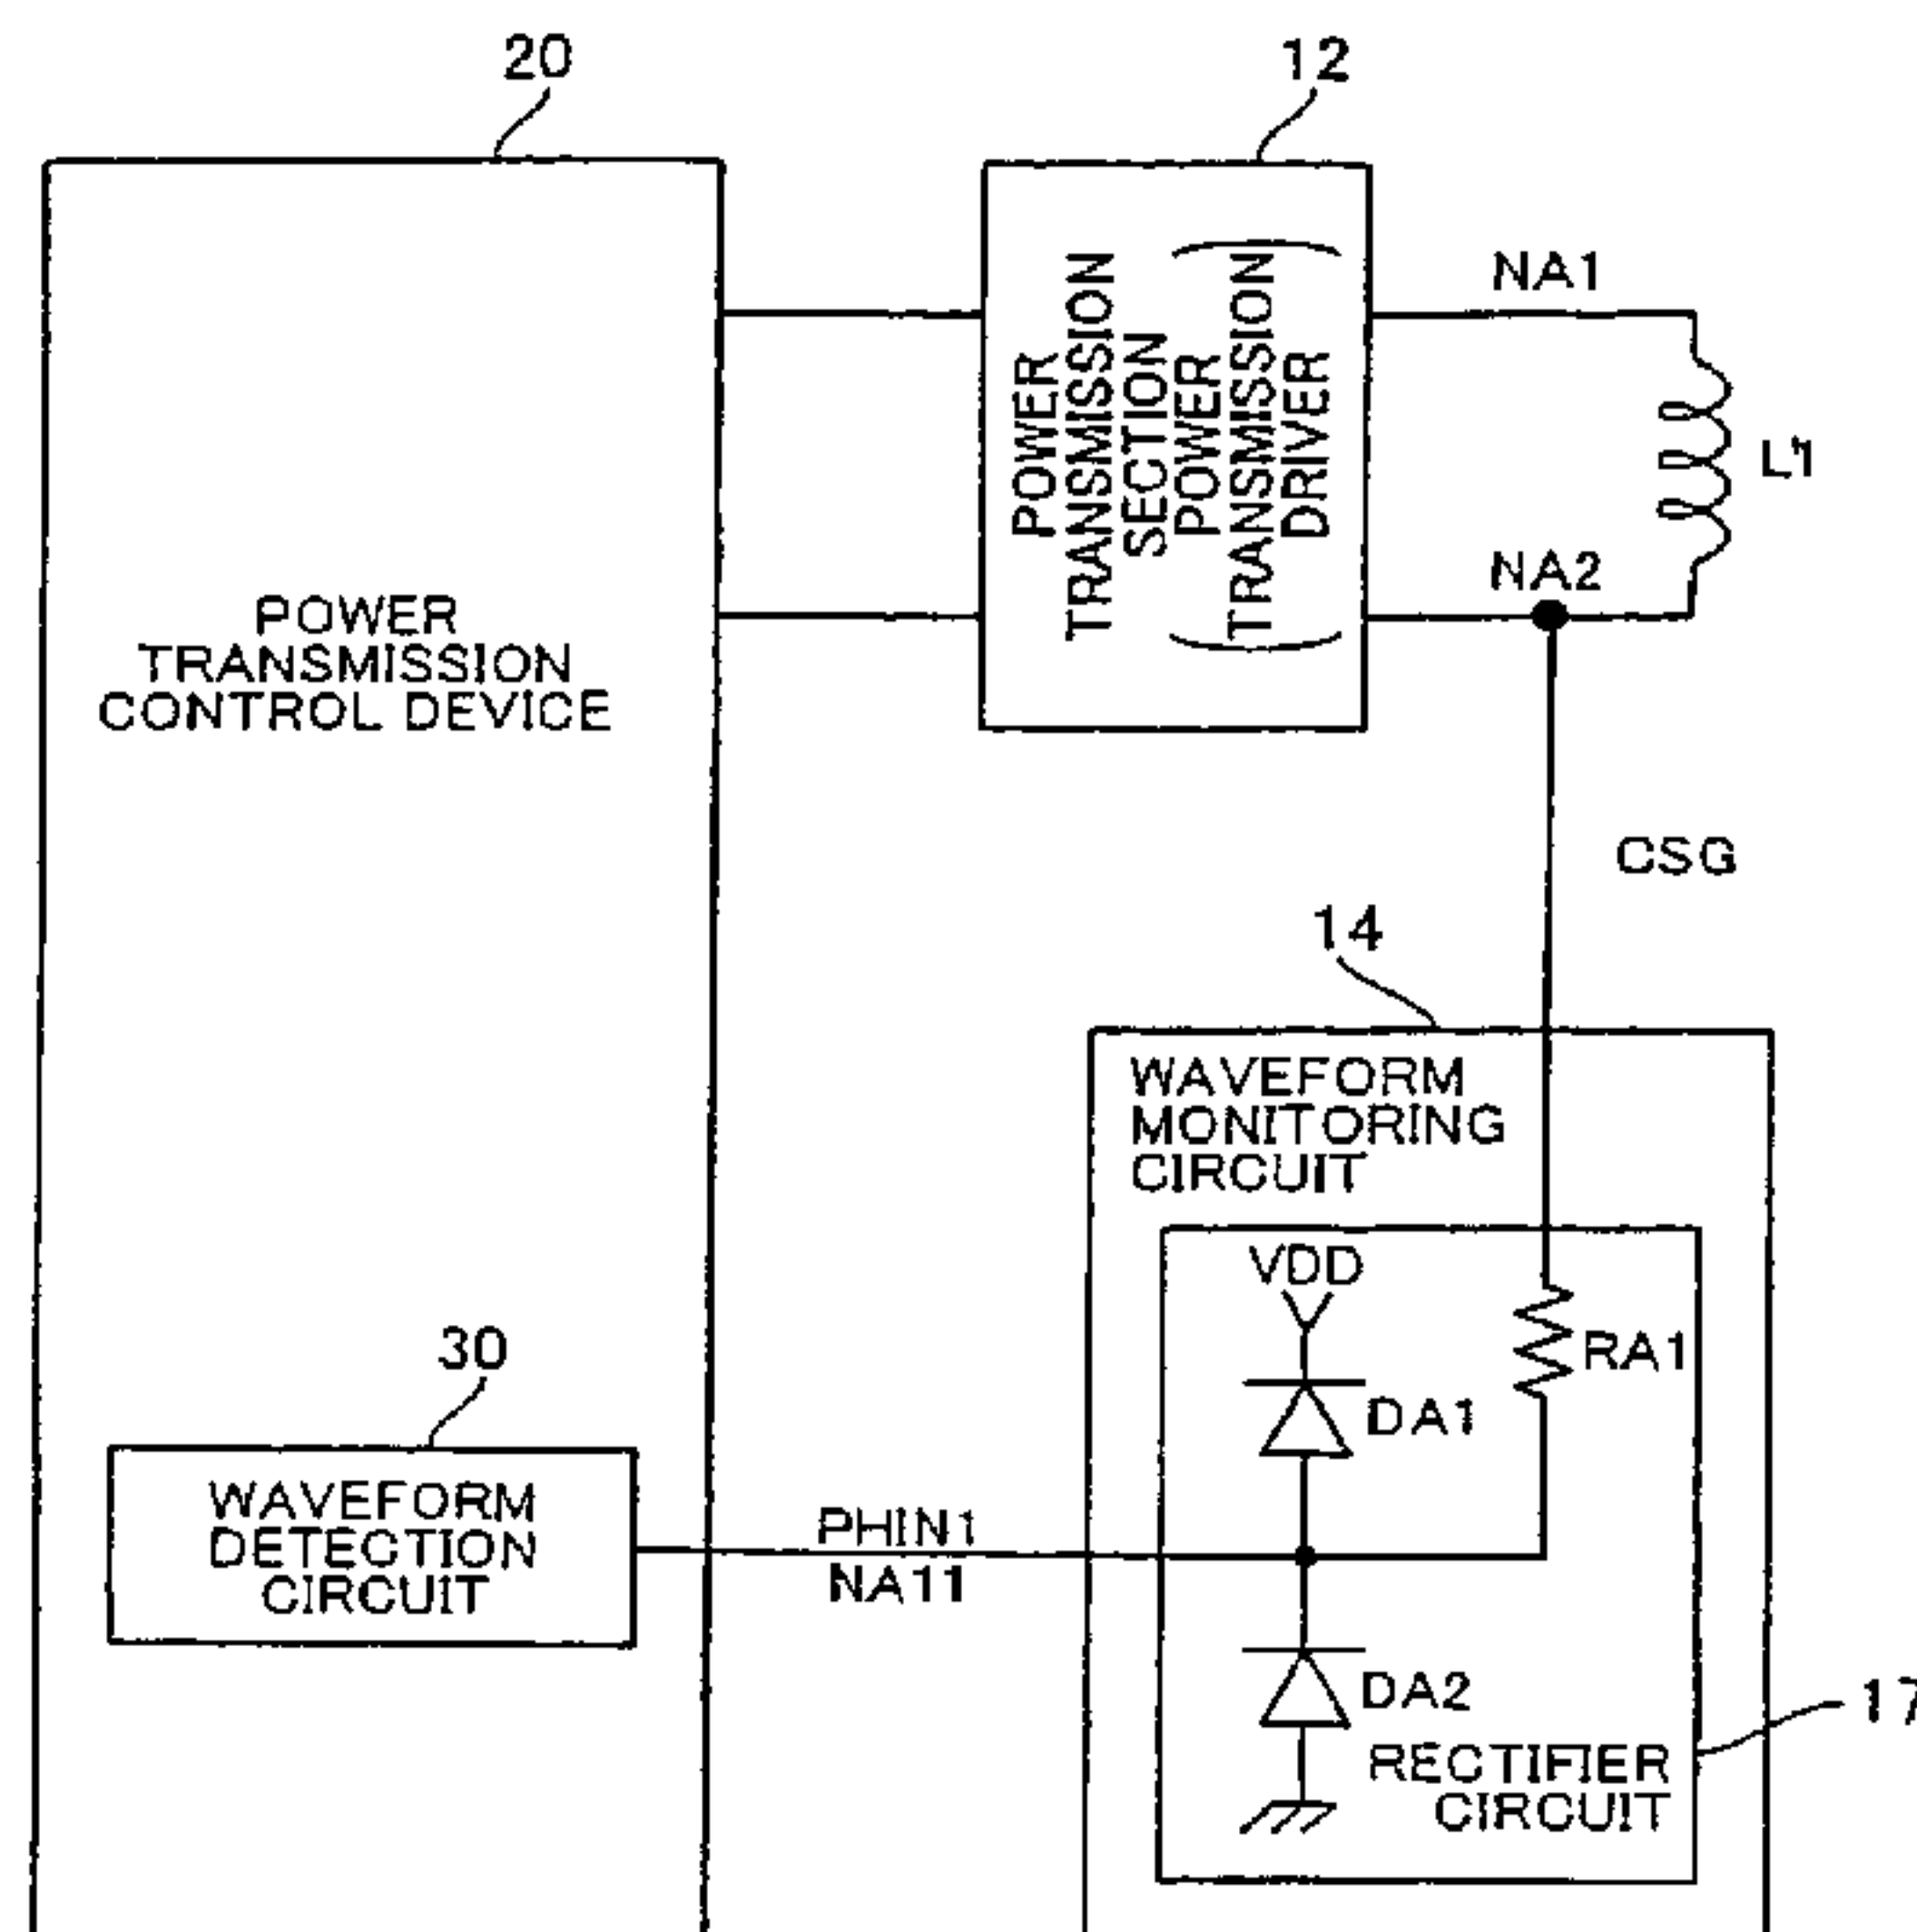 20
12
POWER
TRANSMISSION
SECTION
POWER
TRANSMISSION
DRIVER
NA1
L1
NA2
POWER
TRANSMISSION
CONTROL DEVICE
CSG
14
WAVEFORM
MONITORING
CIRCUIT
VDD
RA1
DA1
30
WAVEFORM
DETECTION
CIRCUIT
PHIN1
NA11
DA2
17
RECTIFIER
CIRCUIT